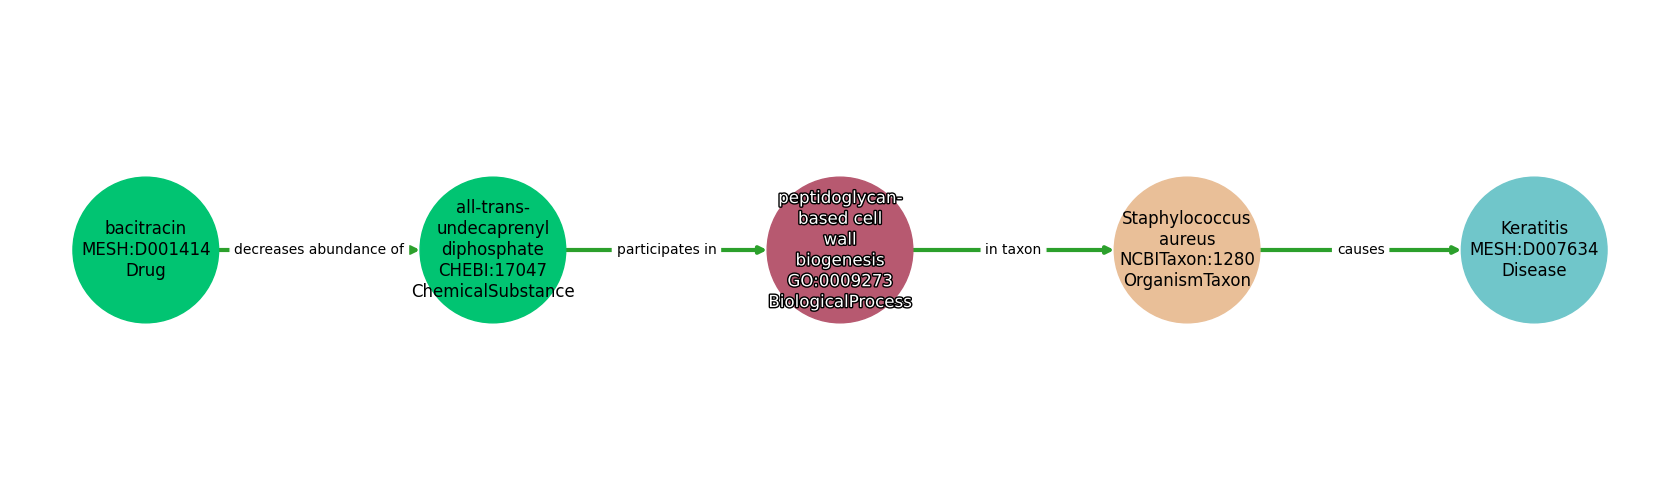 bacitracin
MESH:D001414
Drug
decreases abundance of
all-trans-
undecaprenyl
diphosphate
CHEBI:17047
ChemicalSubstance
participates in
peptidoglycan-
based cell
wall
biogenesis
GO:0009273
BiologicalProcess
in taxon
Staphylococcus
aureus
NCBITaxon:1280
OrganismTaxon
causes
Keratitis
MESH:D007634
Disease